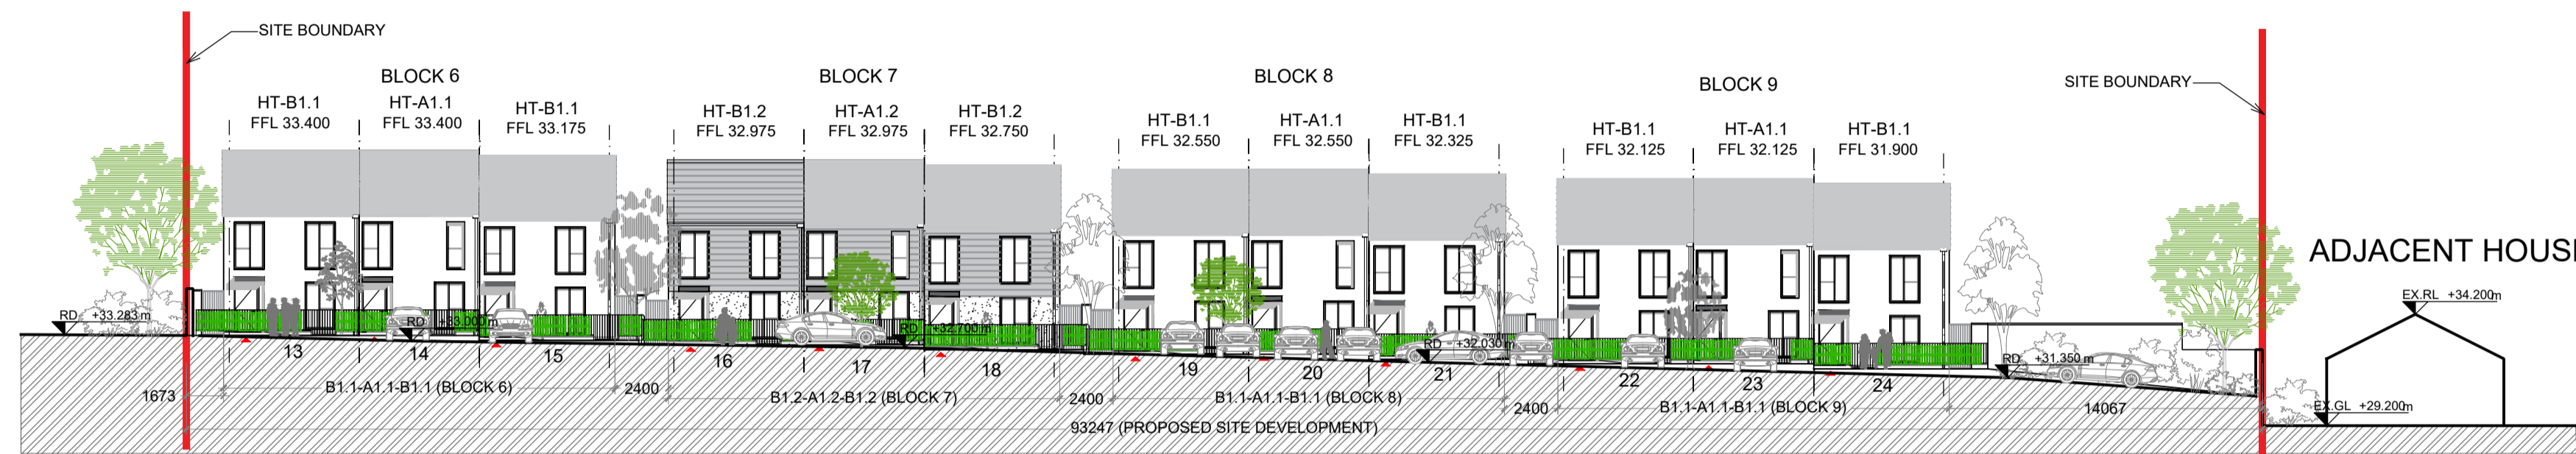 SITE BOUNDARY
BLOCK 6
HT-B1.1
FFL 33.400
HT-A1.1
FFL 33.400
HT-B1.1
FFL 33.175
BLOCK 7
HT-B1.2
FFL 32.975
HT-A1.2
FFL 32.975
HT-B1.2
FFL 32.750
BLOCK 8
HT-B1.1
FFL 32.550
HT-A1.1
FFL 32.550
HT-B1.1
FFL 32.325
BLOCK 9
HT-B1.1
FFL 32.125
HT-A1.1
FFL 32.125
HT-B1.1
FFL 31.900
SITE BOUNDARY
ADJACENT HOUSE
EX.RL +34.200m
RD +33.283 m
RD +33.000 m
RD +32.700 m
RD +32.030 m
RD +31.350 m
EX.GL +29.200m
13
14
15
16
17
18
19
20
21
22
23
24
1673
B1.1-A1.1-B1.1 (BLOCK 6)
2400
B1.2-A1.2-B1.2 (BLOCK 7)
2400
B1.1-A1.1-B1.1 (BLOCK 8)
2400
B1.1-A1.1-B1.1 (BLOCK 9)
14067
93247 (PROPOSED SITE DEVELOPMENT)